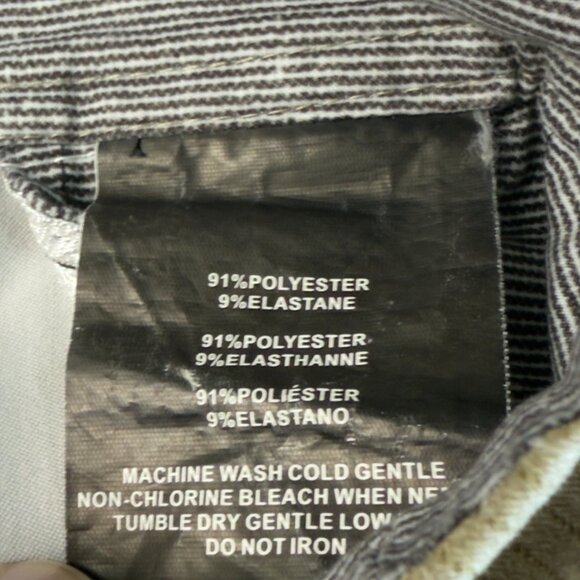 91%POLYESTER
9%ELASTANE
91%POLYESTER
9%ELASTHANNE
91%POLIÉSTER
9%ELASTANO
MACHINE WASH COLD GENTLE
NON-CHLORINE BLEACH WHEN
TUMBLE DRY GENTLE LOW
DO NOT IRON